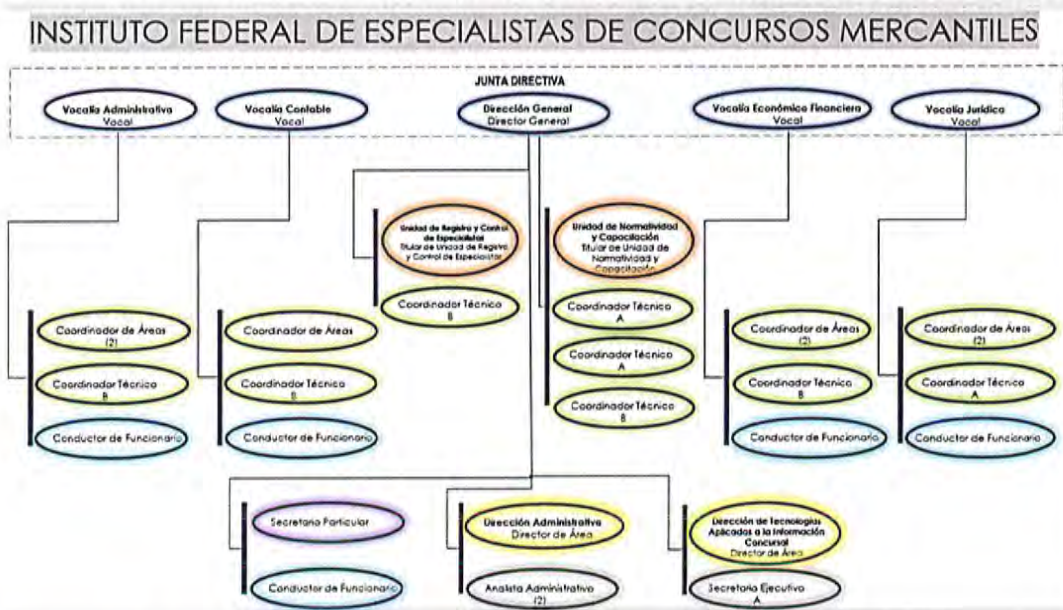 INSTITUTO FEDERAL DE ESPECIALISTAS DE CONCURSOS MERCANTILES
JUNTA DIRECTIVA
Vocalía Administrativa
Vocal
Vocalía Contable
Vocal
Dirección General
Director General
Vocalía Económico Financiera
Vocal
Vocalía Jurídica
Vocal
Unidad de Registro y Control
de Especialistas
Titular de Unidad de Registro
y Control de Especialistas
Coordinador Técnico
B
Unidad de Normatividad
y Capacitación
Titular de Unidad de
Normatividad y
Capacitación
Coordinador Técnico
A
Coordinador Técnico
A
Coordinador Técnico
B
Coordinador de Áreas
(2)
Coordinador Técnico
B
Conductor de Funcionario
Coordinador de Áreas
Coordinador Técnico
B
Conductor de Funcionario
Coordinador de Áreas
(2)
Coordinador Técnico
B
Conductor de Funcionario
Coordinador de Áreas
(2)
Coordinador Técnico
A
Conductor de Funcionario
Secretario Particular
Conductor de Funcionario
Dirección Administrativa
Director de Área
Analista Administrativo
(2)
Dirección de Tecnologías
Aplicadas a la Información
Concursal
Director de Área
Secretaria Ejecutiva
A